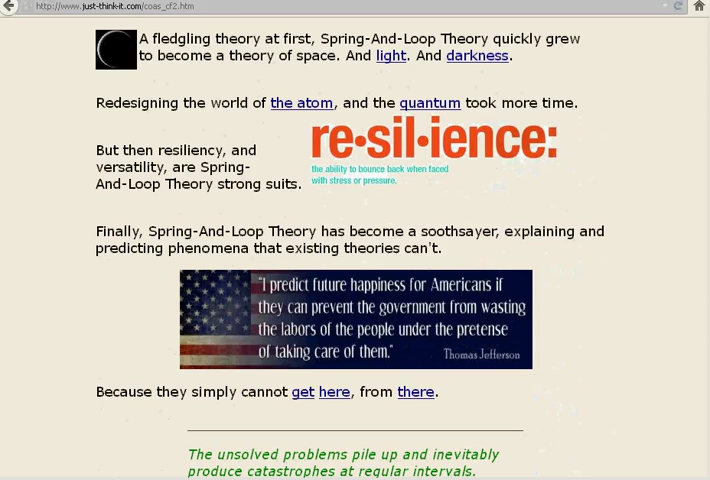 http://www.just-think-it.com/coas_cf2.htm
A fledgling theory at first, Spring-And-Loop Theory quickly grew
to become a theory of space. And light. And darkness.
Redesigning the world of the atom, and the quantum took more time.
But then resiliency, and
versatility, are Spring-
And-Loop Theory strong suits.
re•sil•ience:
the ability to bounce back when faced
with stress or pressure.
Finally, Spring-And-Loop Theory has become a soothsayer, explaining and
predicting phenomena that existing theories can't.
"I predict future happiness for Americans if
they can prevent the government from wasting
the labors of the people under the pretense
of taking care of them."
Thomas Jefferson
Because they simply cannot get here, from there.
The unsolved problems pile up and inevitably
produce catastrophes at regular intervals.